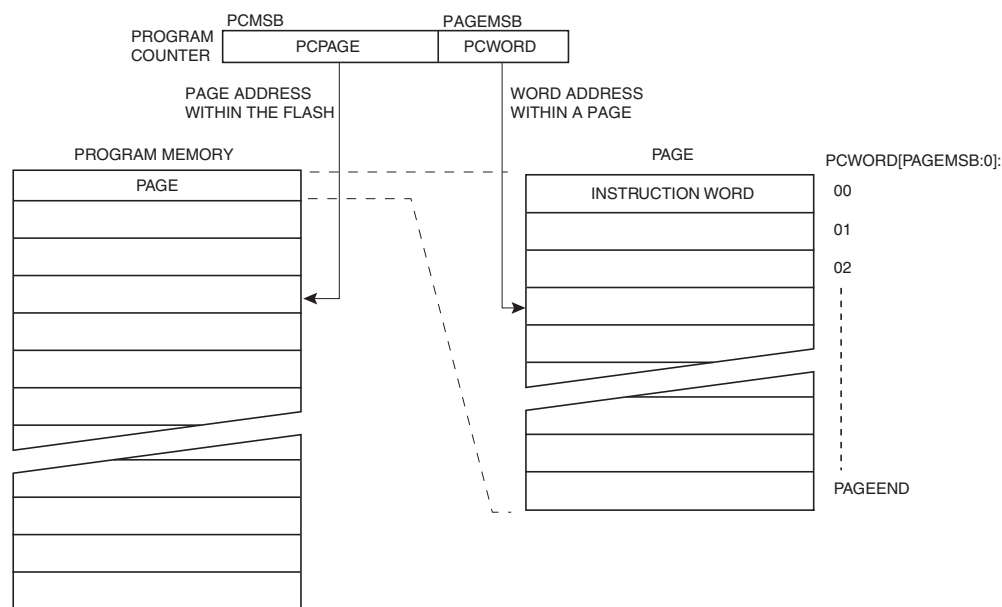 PCMSB
PAGEMSB
PROGRAM
COUNTER
PCPAGE
PCWORD
PAGE ADDRESS
WITHIN THE FLASH
WORD ADDRESS
WITHIN A PAGE
PROGRAM MEMORY
PAGE
PAGE
INSTRUCTION WORD
PCWORD[PAGEMSB:0]:
00
01
02
PAGEEND